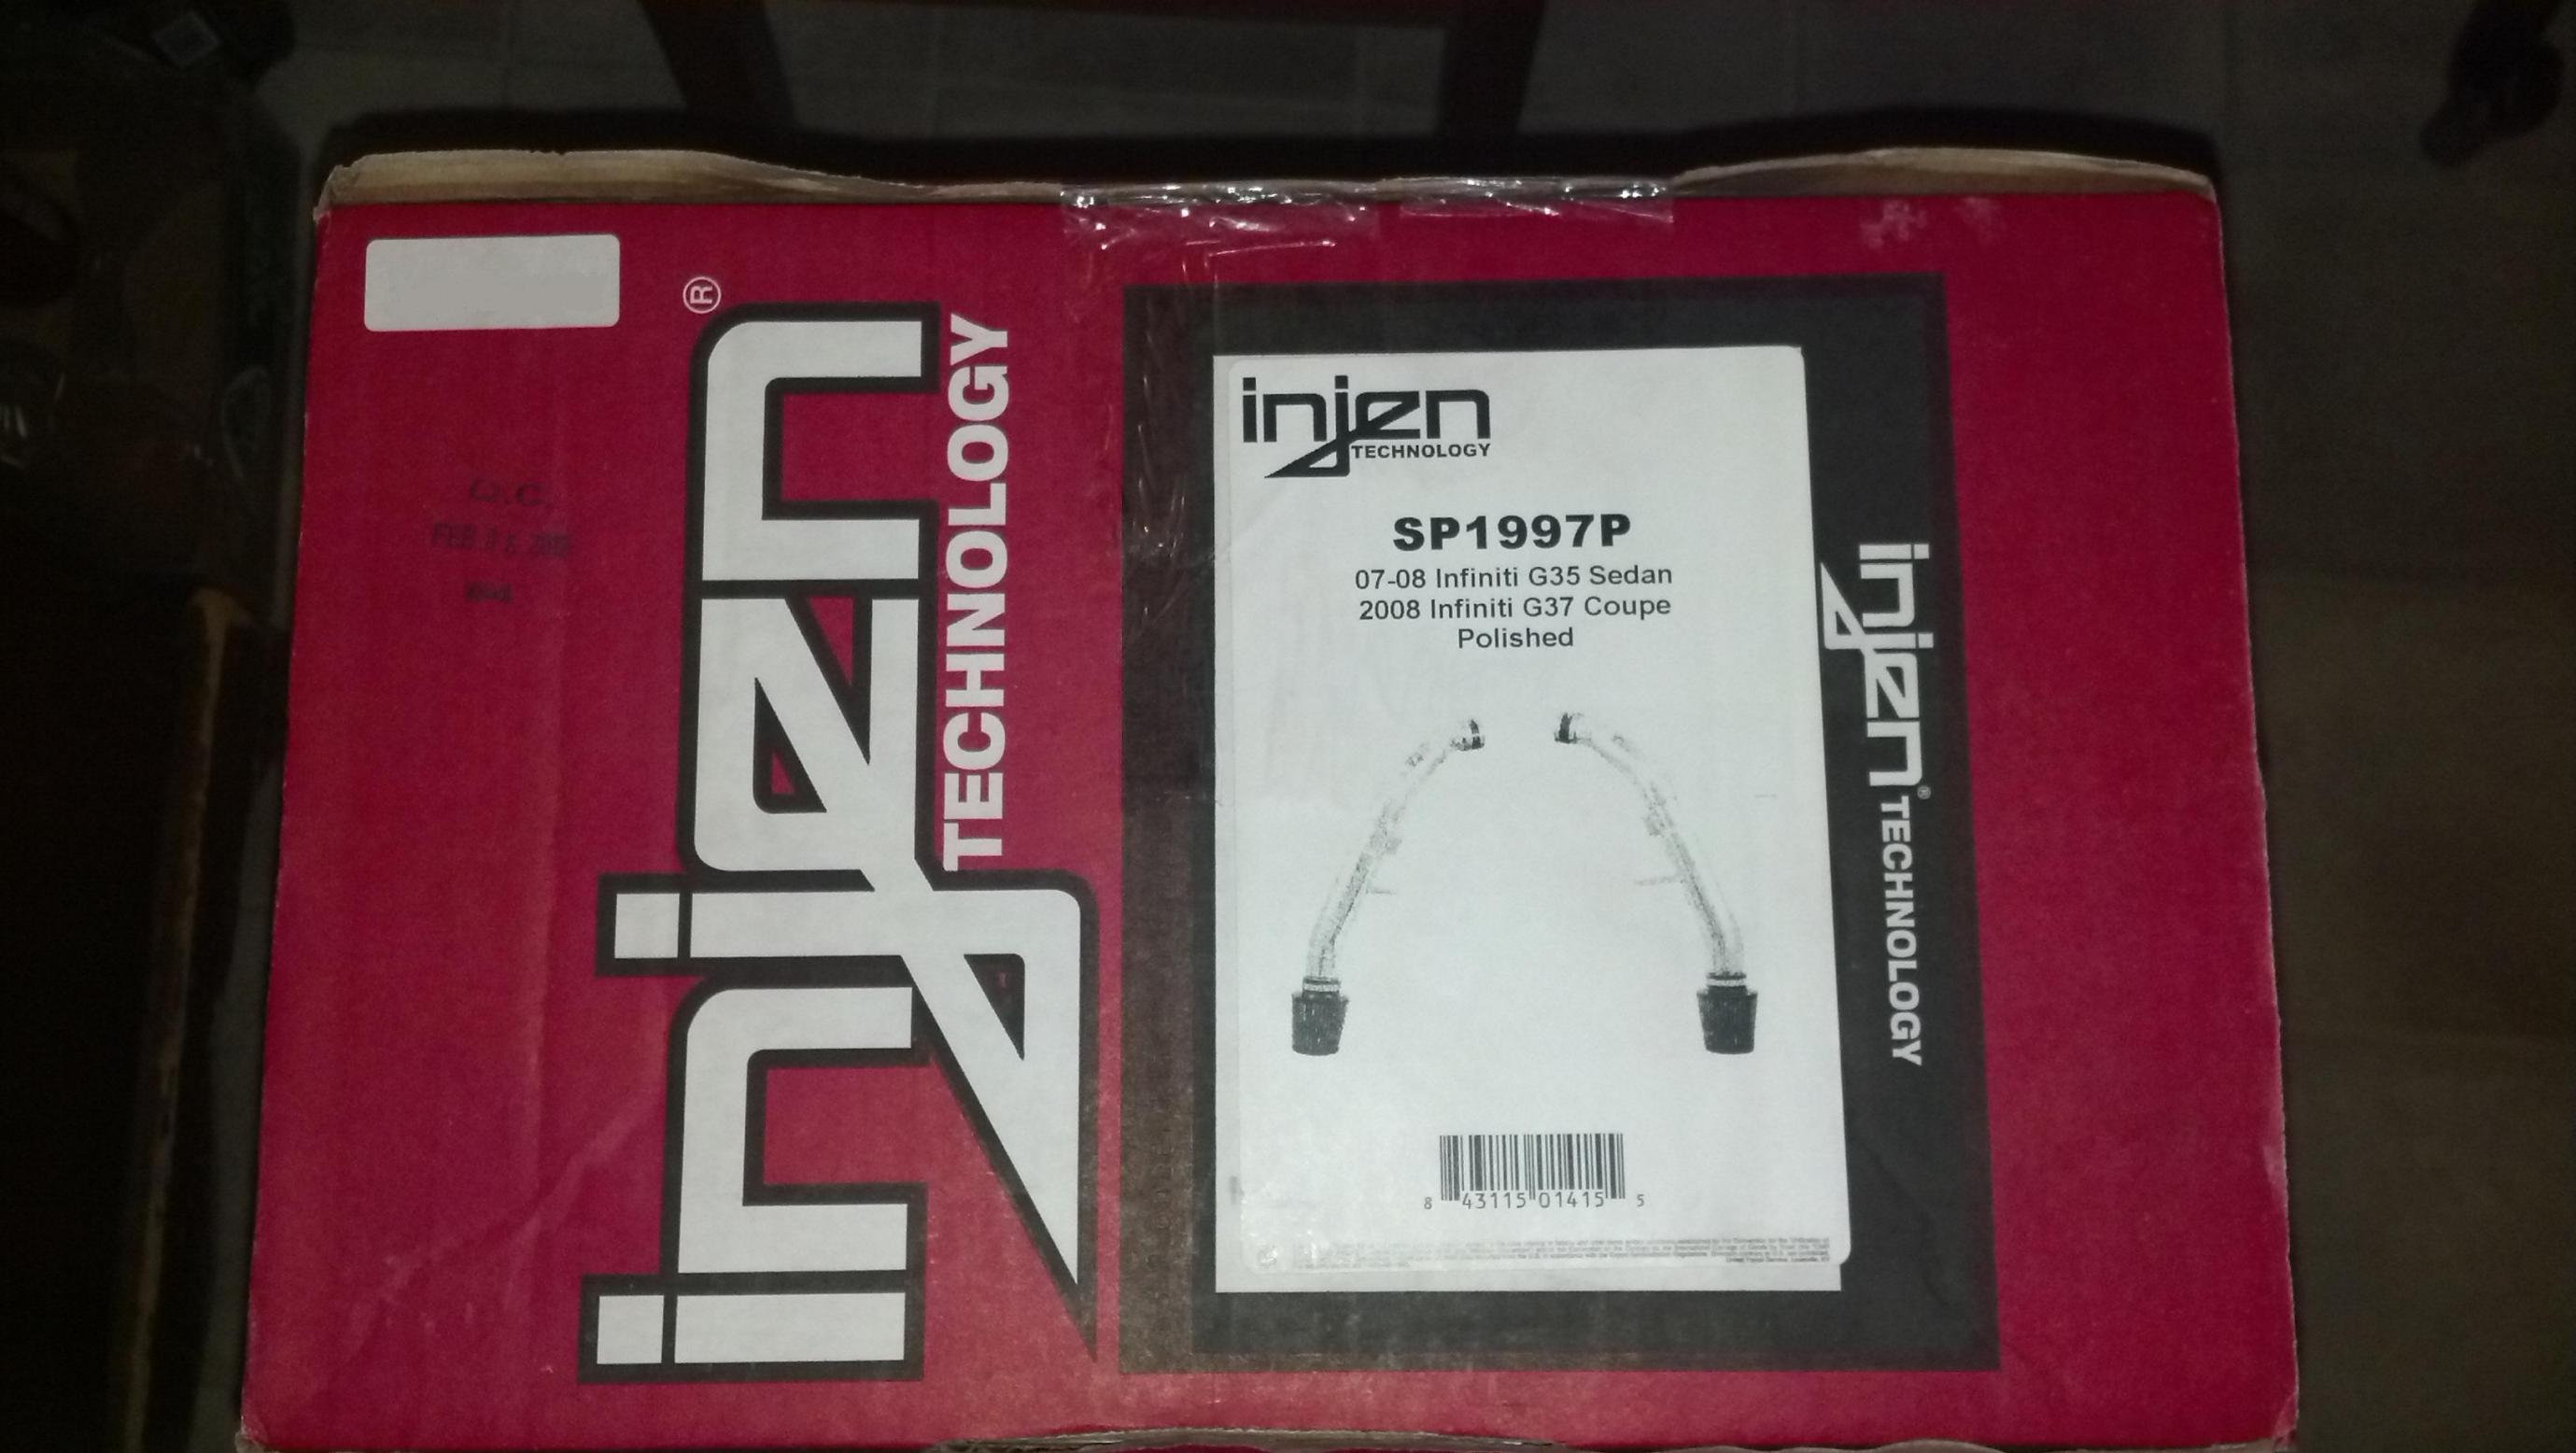 injen®
TECHNOLOGY
injen
TECHNOLOGY
SP1997P
07-08 Infiniti G35 Sedan
2008 Infiniti G37 Coupe
Polished
8 43115 01415 5
injen® TECHNOLOGY
Q.C.
FEB